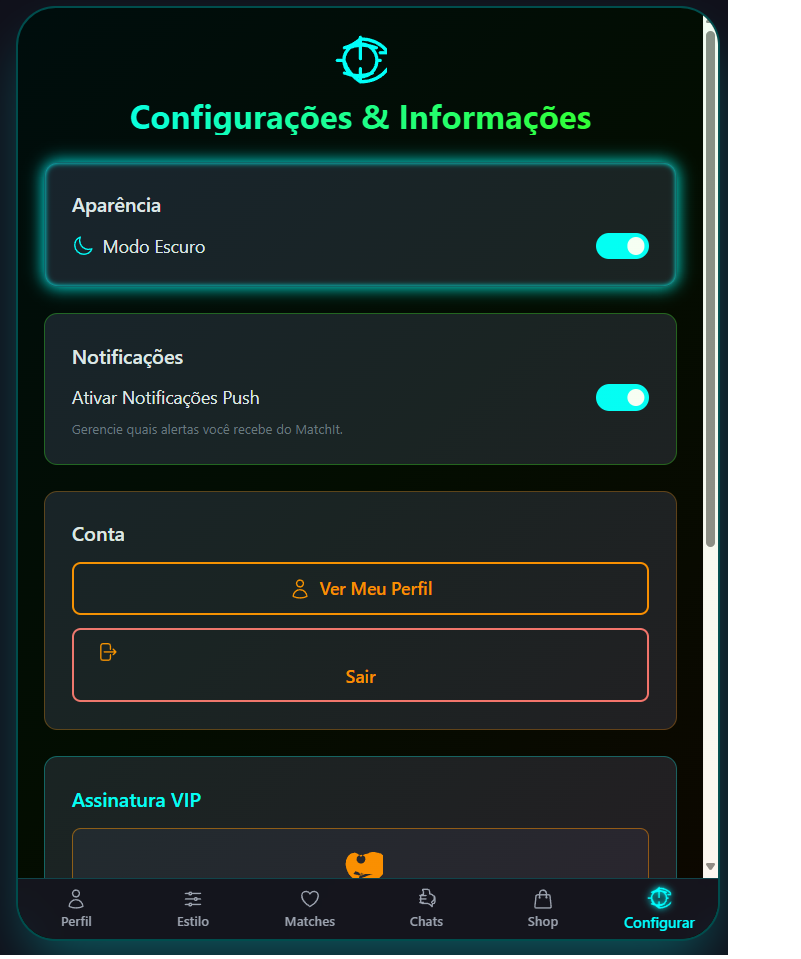 Configurações & Informações
Aparência
Modo Escuro
Notificações
Ativar Notificações Push
Gerencie quais alertas você recebe do MatchIt.
Conta
Ver Meu Perfil
Sair
Assinatura VIP
Perfil
Estilo
Matches
Chats
Shop
Configurar